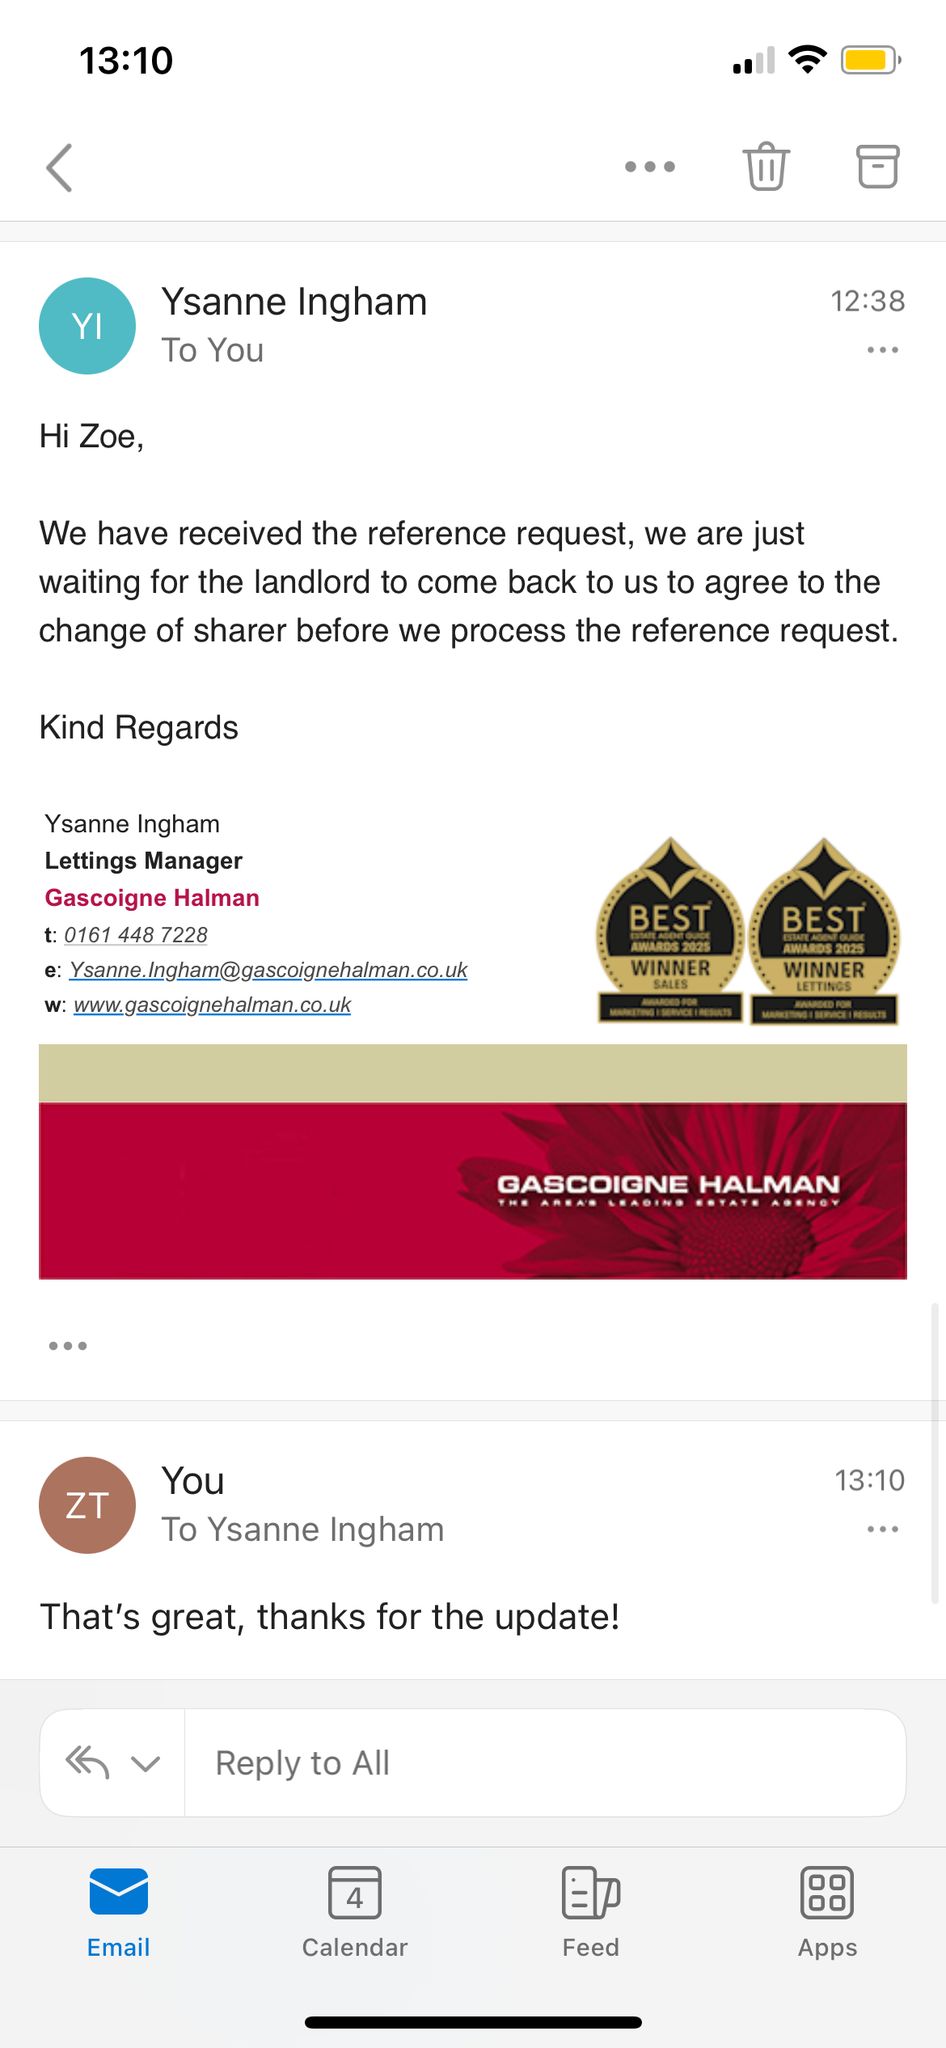 13:10
YI
Ysanne Ingham
12:38
To You
Hi Zoe,
We have received the reference request, we are just
waiting for the landlord to come back to us to agree to the
change of sharer before we process the reference request.
Kind Regards
Ysanne Ingham
Lettings Manager
Gascoigne Halman
t: 0161 448 7228
e: Ysanne.Ingham@gascoignehalman.co.uk
w: www.gascoignehalman.co.uk
BEST
ESTATE AGENT GUIDE
AWARDS 2025
WINNER
SALES
AWARDED FOR
MARKETING | SERVICE | RESULTS
BEST
ESTATE AGENT GUIDE
AWARDS 2025
WINNER
LETTINGS
AWARDED FOR
MARKETING | SERVICE | RESULTS
GASCOIGNE HALMAN
THE AREA'S LEADING ESTATE AGENCY
ZT
You
13:10
To Ysanne Ingham
That's great, thanks for the update!
Reply to All
4
Email
Calendar
Feed
Apps